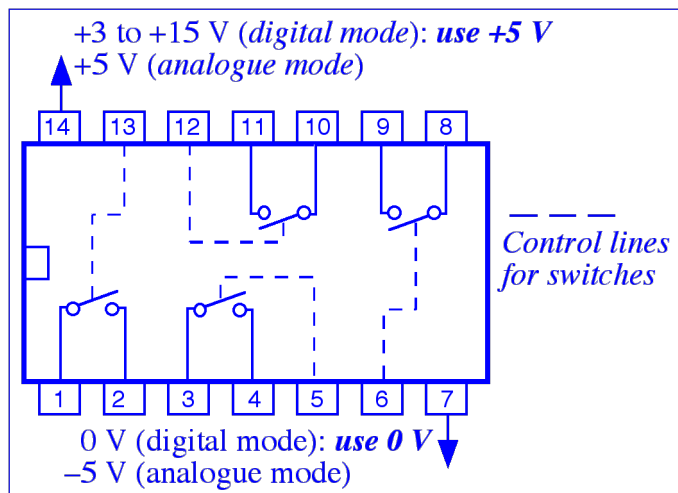 +3 to +15 V (digital mode): use +5 V
+5 V (analogue mode)
14 13 12 11 10 9 8
Control lines
for switches
1 2 3 4 5 6 7
0 V (digital mode): use 0 V
–5 V (analogue mode)